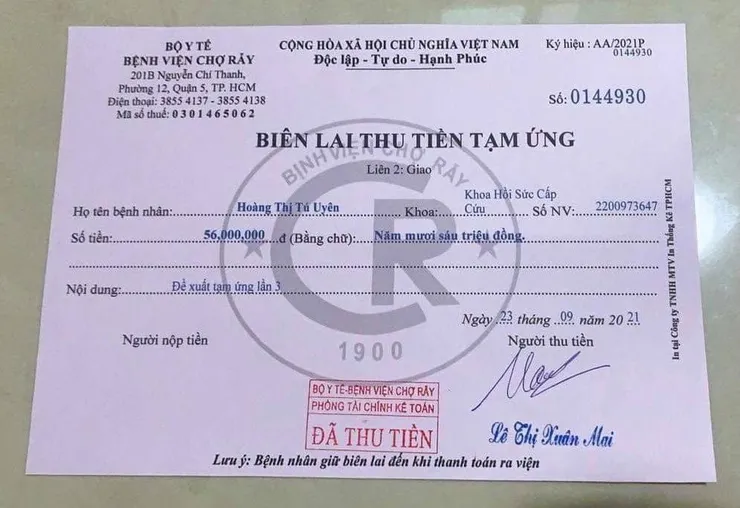 BỘ Y TẾ
BỆNH VIỆN CHỢ RẪY
201B Nguyễn Chí Thanh,
Phường 12, Quận 5, TP. HCM
Điện thoại: 3855 4137 - 3855 4138
Mã số thuế: 0301465062
CỘNG HÒA XÃ HỘI CHỦ NGHĨA VIỆT NAM
Độc lập - Tự do - Hạnh Phúc
Ký hiệu : AA/2021P
0144930
Số: 0144930
BIÊN LAI THU TIỀN TẠM ỨNG
Liên 2: Giao
BỊNH VIỆN CHỢ RẪY
CR
1900
Họ tên bệnh nhân: Hoàng Thị Tú Uyên Khoa: Khoa Hồi Sức Cấp Cứu Số NV: 2200973647
Số tiền: 56,000,000 đ (Bằng chữ): Năm mươi sáu triệu đồng.
Nội dung: Đề xuất tạm ứng lần 3
Ngày 23 tháng 09 năm 2021
Người nộp tiền
Người thu tiền
BỘ Y TẾ-BỆNH VIỆN CHỢ RẪY
PHÒNG TÀI CHÍNH KẾ TOÁN
ĐÃ THU TIỀN
Lê Thị Xuân Mai
Lưu ý: Bệnh nhân giữ biên lai đến khi thanh toán ra viện
In tại Công ty TNHH MTV In Thống Kê TPHCM